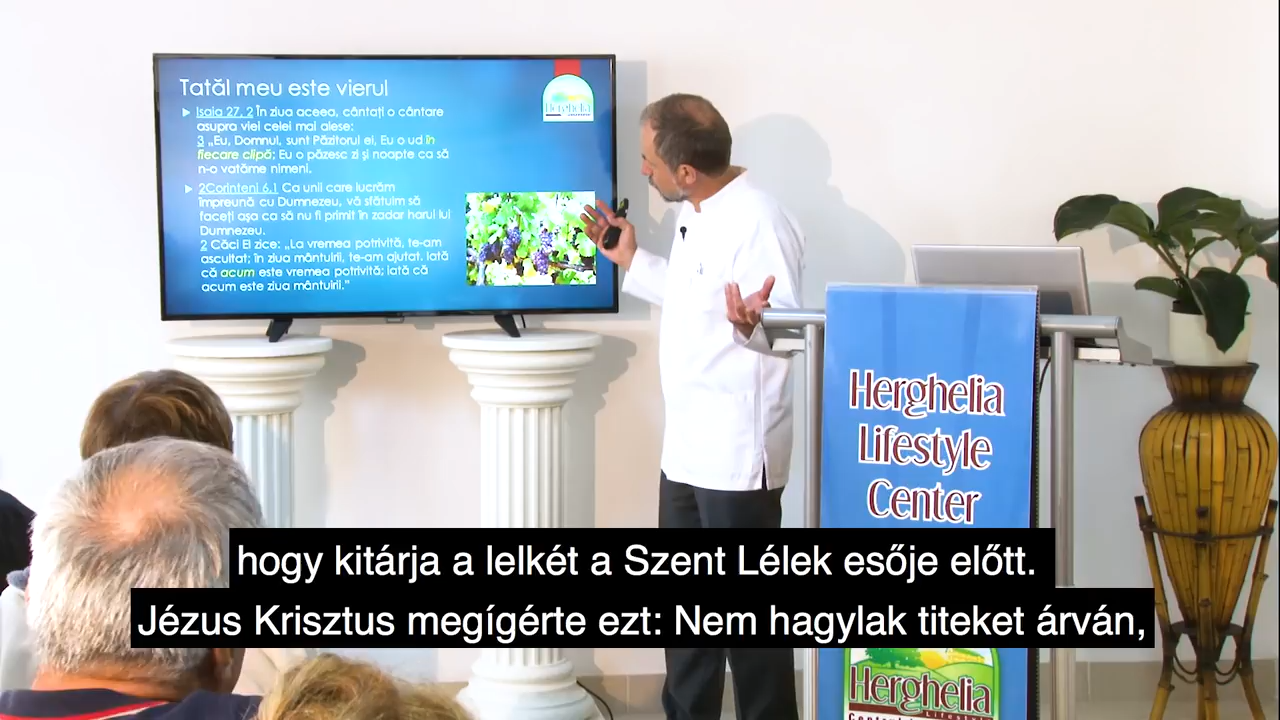 Tatăl meu este vierul
Herghelia
Isaia 27, 2 În ziua aceea, cântați o cântare
asupra viei celei mai alese:
3 „Eu, Domnul, sunt Păzitorul ei, Eu o ud în
fiecare clipă; Eu o păzesc zi și noapte ca să
n-o vatăme nimeni.
2Corinteni 6.1 Ca unii care lucrăm
împreună cu Dumnezeu, vă sfătuim să
faceți așa ca să nu fi primit în zadar harul lui
Dumnezeu.
2 Căci El zice: „La vremea potrivită, te-am
ascultat; în ziua mântuirii, te-am ajutat. Iată
că acum este vremea potrivită; iată că
acum este ziua mântuirii.”
Herghelia
Lifestyle
Center
hogy kitárja a lelkét a Szent Lélek esője előtt.
Jézus Krisztus megígérte ezt: Nem hagylak titeket árván,
Herghelia
Lifestyle